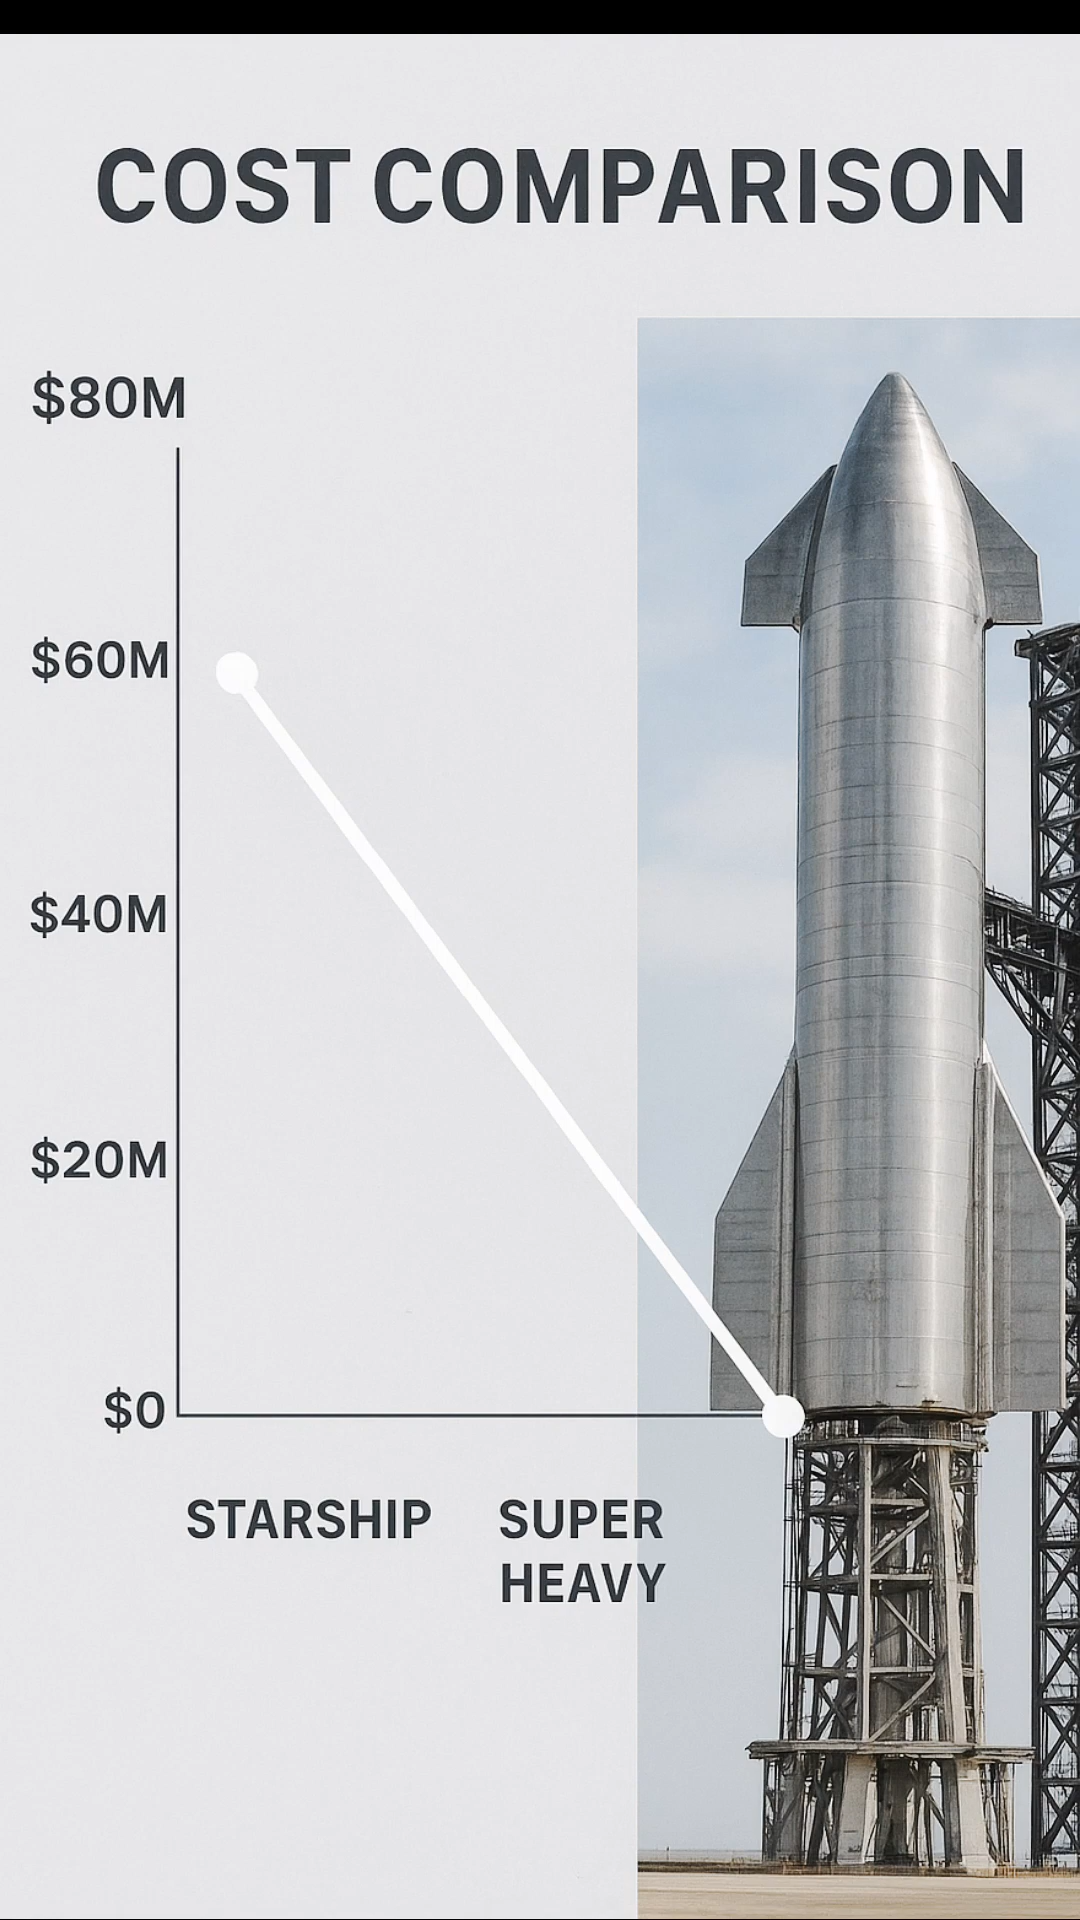 COST COMPARISON
$80M
$60M
$40M
$20M
$0
STARSHIP
SUPER
HEAVY